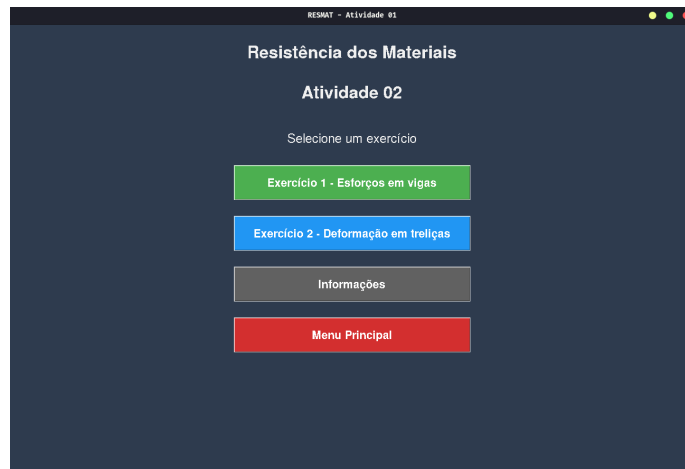 RESMAT - Atividade 01
Resistência dos Materiais
Atividade 02
Selecione um exercício
Exercício 1 - Esforços em vigas
Exercício 2 - Deformação em treliças
Informações
Menu Principal